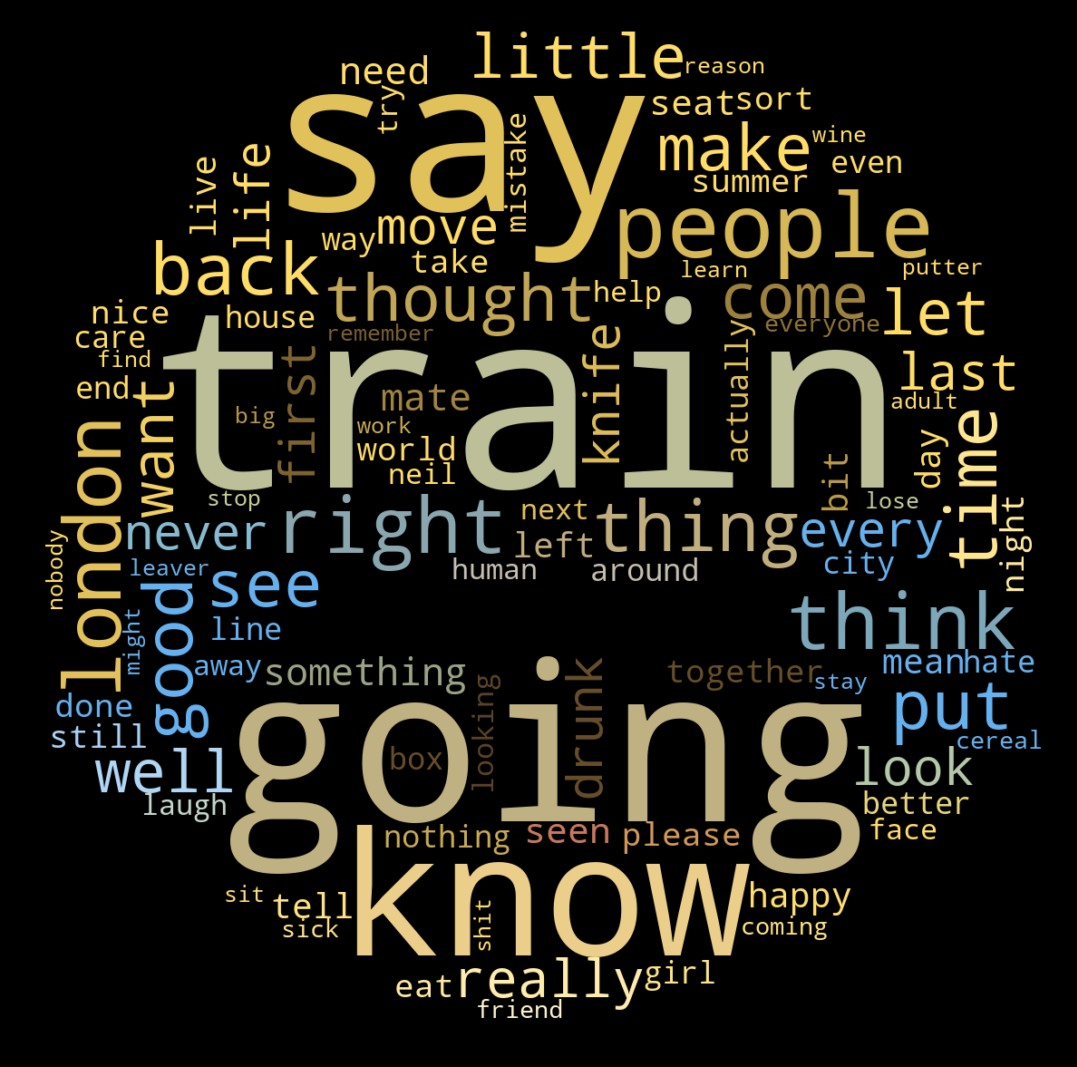 little
need
reason
say
try
seat
sort
make
wine
mistake
even
live
life
summer
people
way
move
back
take
learn
putter
thought
help
come
let
nice
house
remember
everyone
care
train
find
knife
actually
last
end
first
mate
adult
want
big
work
world
london
neil
day
time
bit
stop
lose
never
right
next
thing
every
night
left
nobody
leaver
human
around
city
see
good
think
might
line
away
something
together
mean
hate
stay
done
looking
drunk
put
still
going
cereal
well
box
look
laugh
better
nothing
seen
please
face
know
sit
tell
happy
sick
shit
coming
eat
really
girl
friend